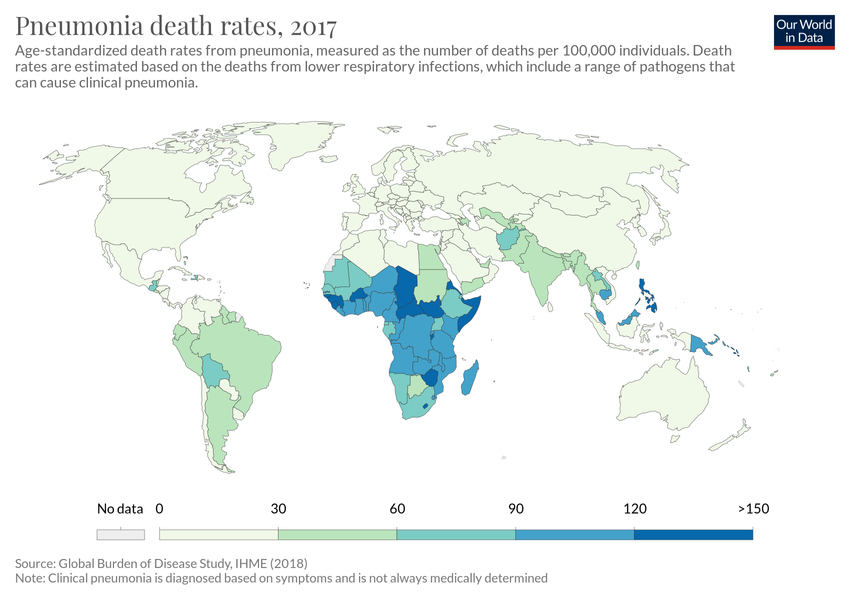 Pneumonia death rates, 2017
Our World
in Data
Age-standardized death rates from pneumonia, measured as the number of deaths per 100,000 individuals. Death
rates are estimated based on the deaths from lower respiratory infections, which include a range of pathogens that
can cause clinical pneumonia.
No data 0 30 60 90 120 >150
Source: Global Burden of Disease Study, IHME (2018)
Note: Clinical pneumonia is diagnosed based on symptoms and is not always medically determined